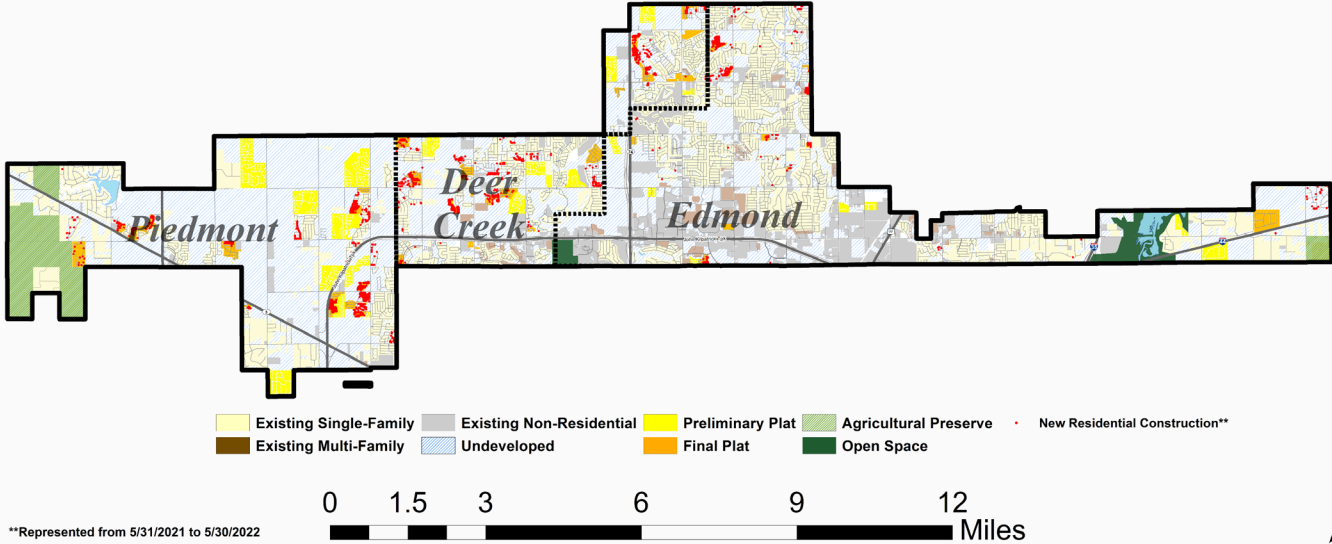 Piedmont
Deer
Creek
Edmond
Existing Single-Family
Existing Non-Residential
Preliminary Plat
Agricultural Preserve
New Residential Construction**
Existing Multi-Family
Undeveloped
Final Plat
Open Space
0 1.5 3 6 9 12
Miles
**Represented from 5/31/2021 to 5/30/2022